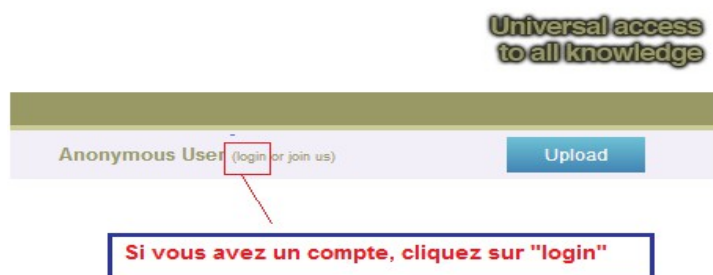 Universal access
to all knowledge
Anonymous User (login or join us)
Upload
Si vous avez un compte, cliquez sur "login"